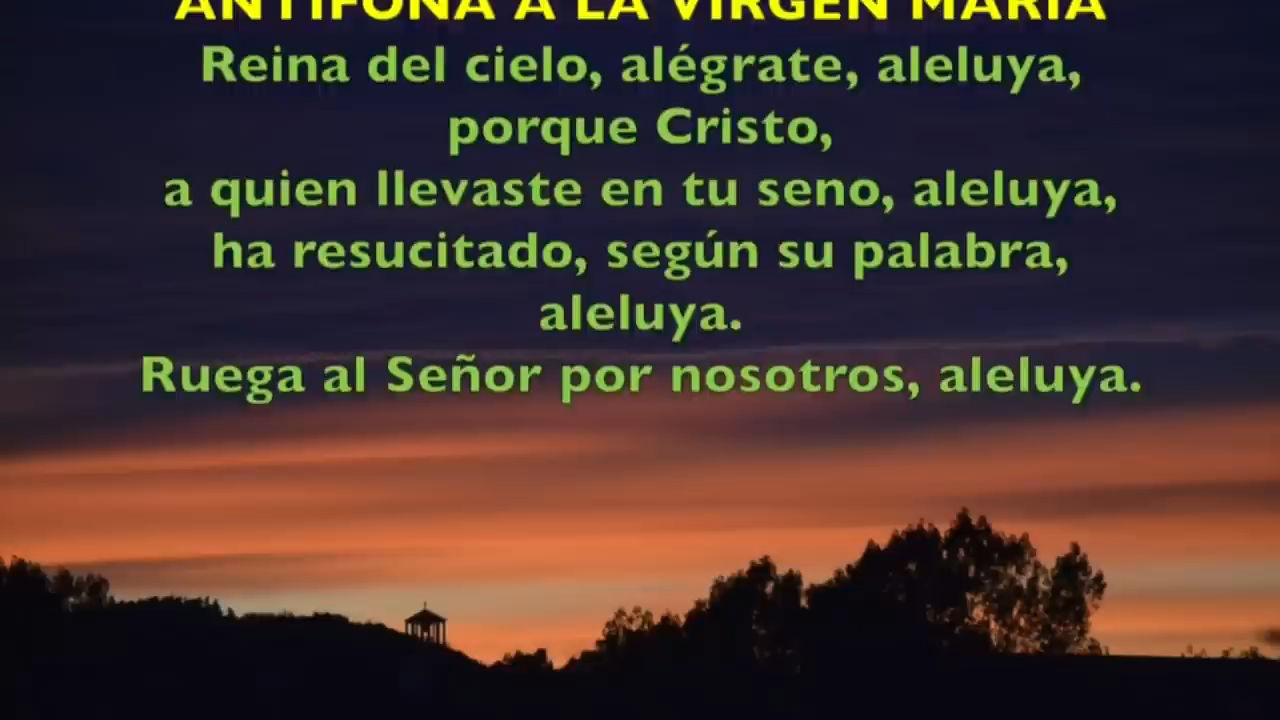 ANTÍFONA A LA VIRGEN MARÍA
Reina del cielo, alégrate, aleluya,
porque Cristo,
a quien llevaste en tu seno, aleluya,
ha resucitado, según su palabra,
aleluya.
Ruega al Señor por nosotros, aleluya.